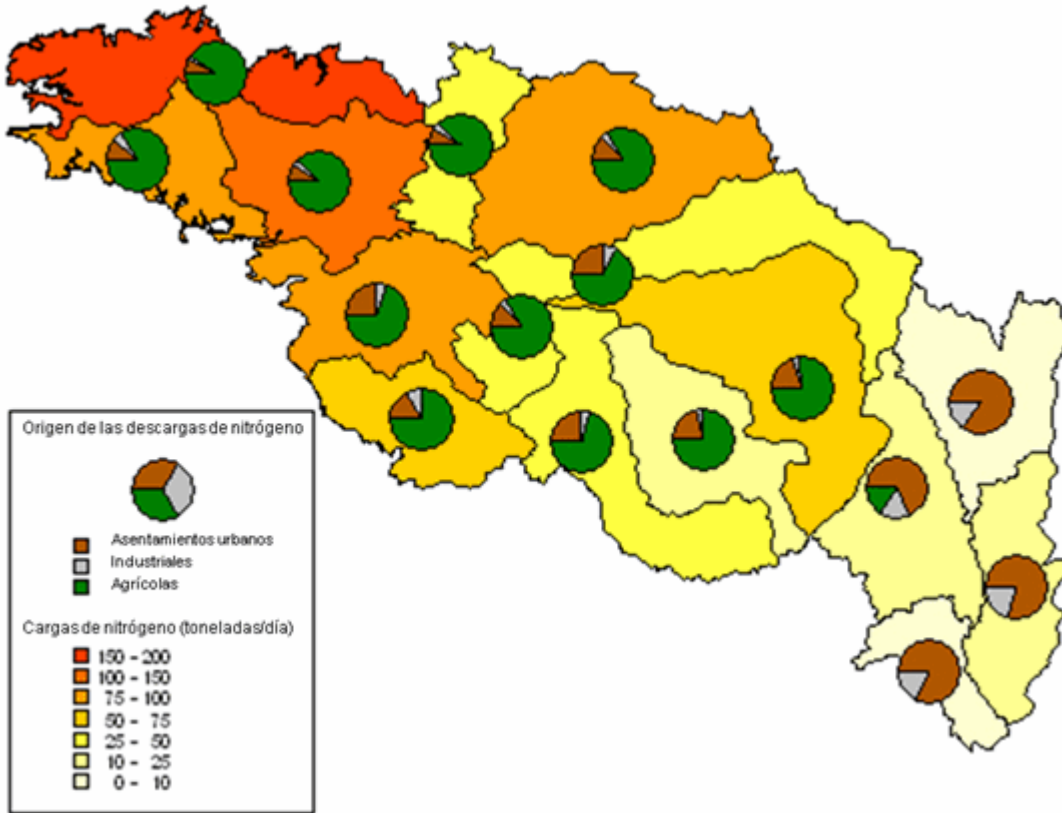 Origen de las descargas de nitrógeno
Asentamientos urbanos
Industriales
Agrícolas
Cargas de nitrógeno (toneladas/día)
150 - 200
100 - 150
75 - 100
50 - 75
25 - 50
10 - 25
0 - 10